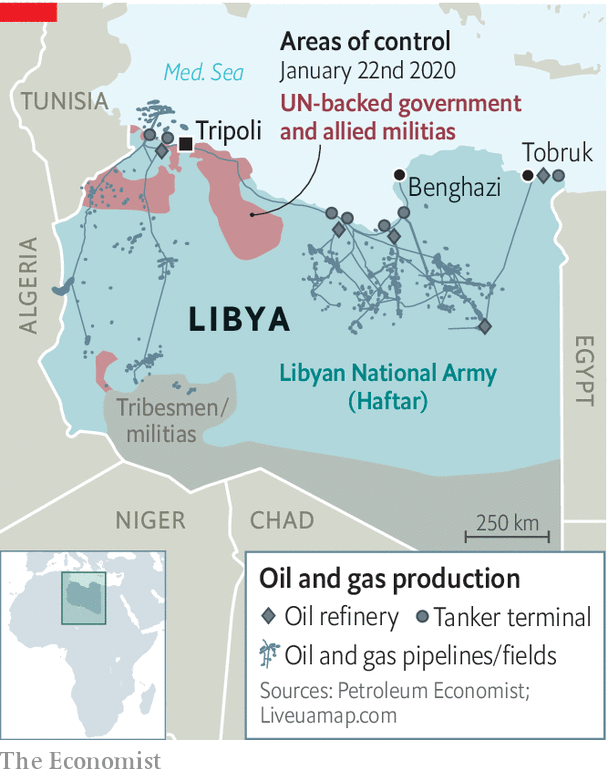 Areas of control
January 22nd 2020
UN-backed government
and allied militias
Med. Sea
TUNISIA
Tripoli
Tobruk
Benghazi
ALGERIA
LIBYA
EGYPT
Libyan National Army
(Haftar)
Tribesmen/
militias
NIGER
CHAD
250 km
Oil and gas production
Oil refinery
Tanker terminal
Oil and gas pipelines/fields
Sources: Petroleum Economist;
Liveuamap.com
The Economist